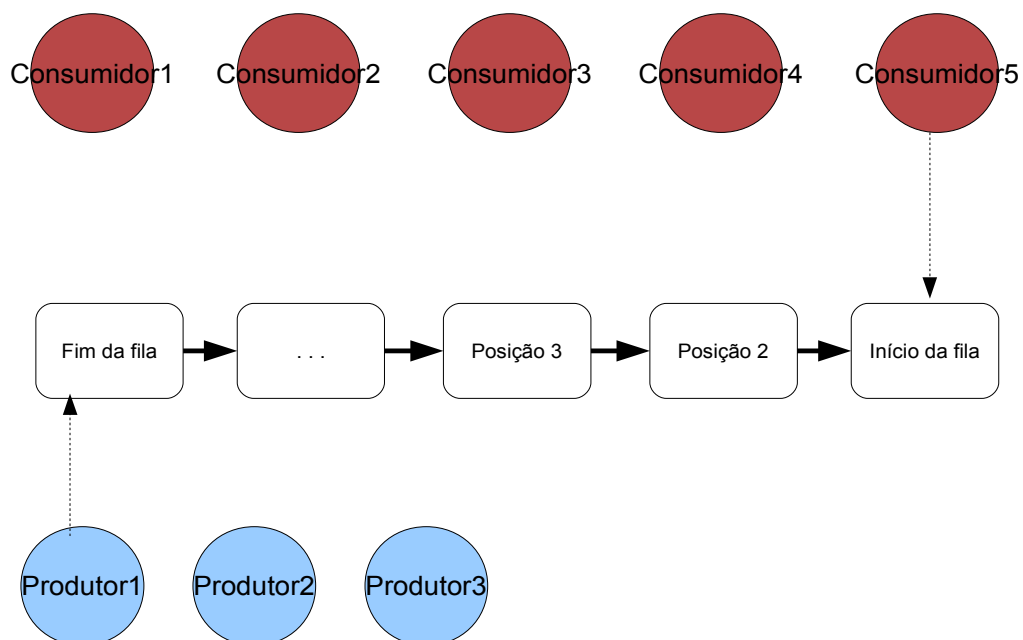 Consumidor1
Consumidor2
Consumidor3
Consumidor4
Consumidor5
Fim da fila
. . .
Posição 3
Posição 2
Início da fila
Produtor1
Produtor2
Produtor3